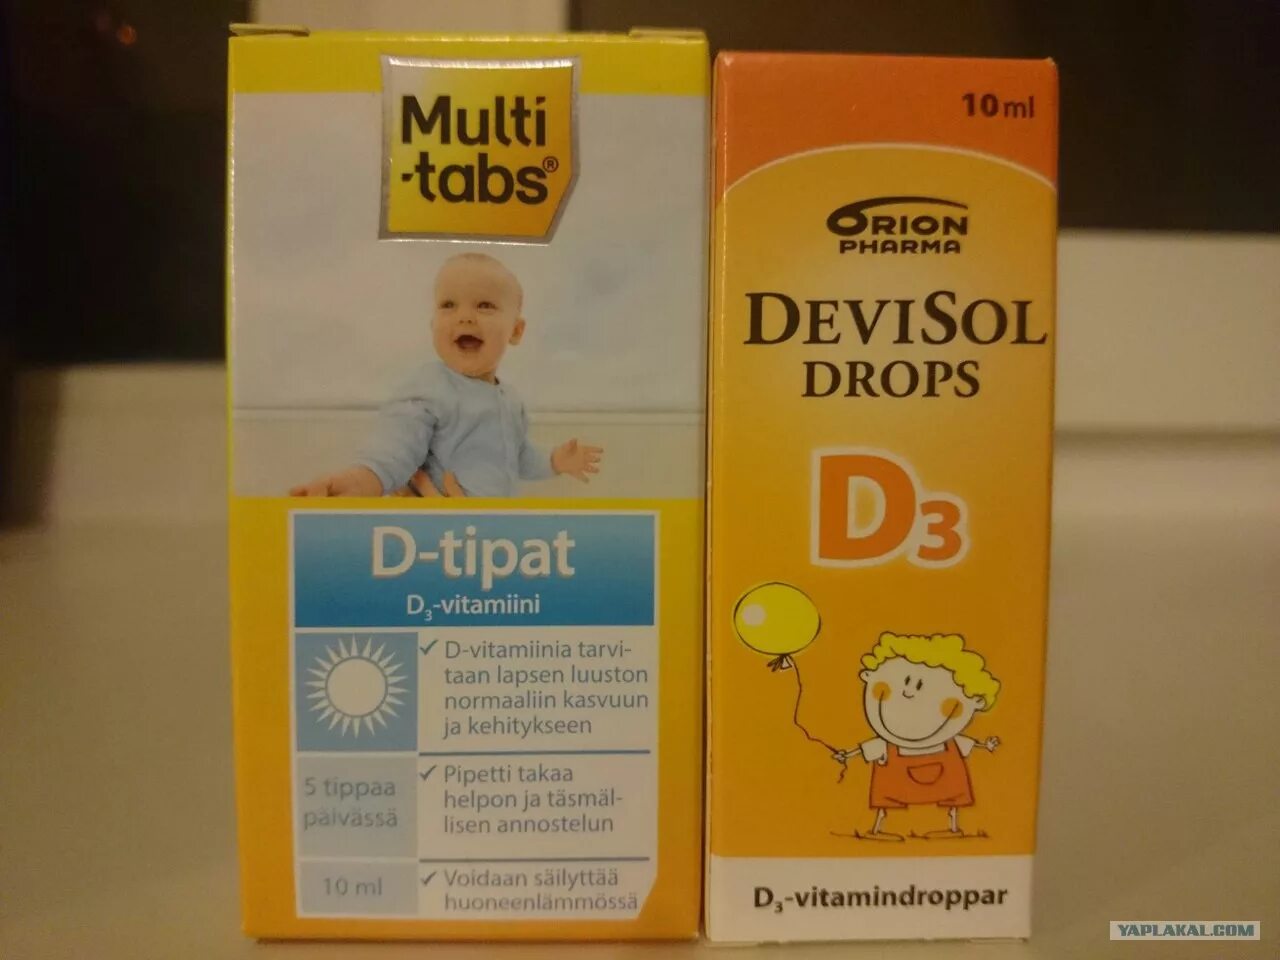 Multi
-tabs®
D-tipat
D3-vitamiini
✓ D-vitamiinia tarvi-
taan lapsen luuston
normaaliin kasvuun
ja kehitykseen
5 tippaa
päivässä
✓ Pipetti takaa
helpon ja täsmäl-
lisen annostelun
10 ml
✓ Voidaan säilyttää
huoneenlämmössä
10 ml
ORION
PHARMA
DEVISOL
DROPS
D3
D3-vitamindroppar
YAPLAKAL.COM